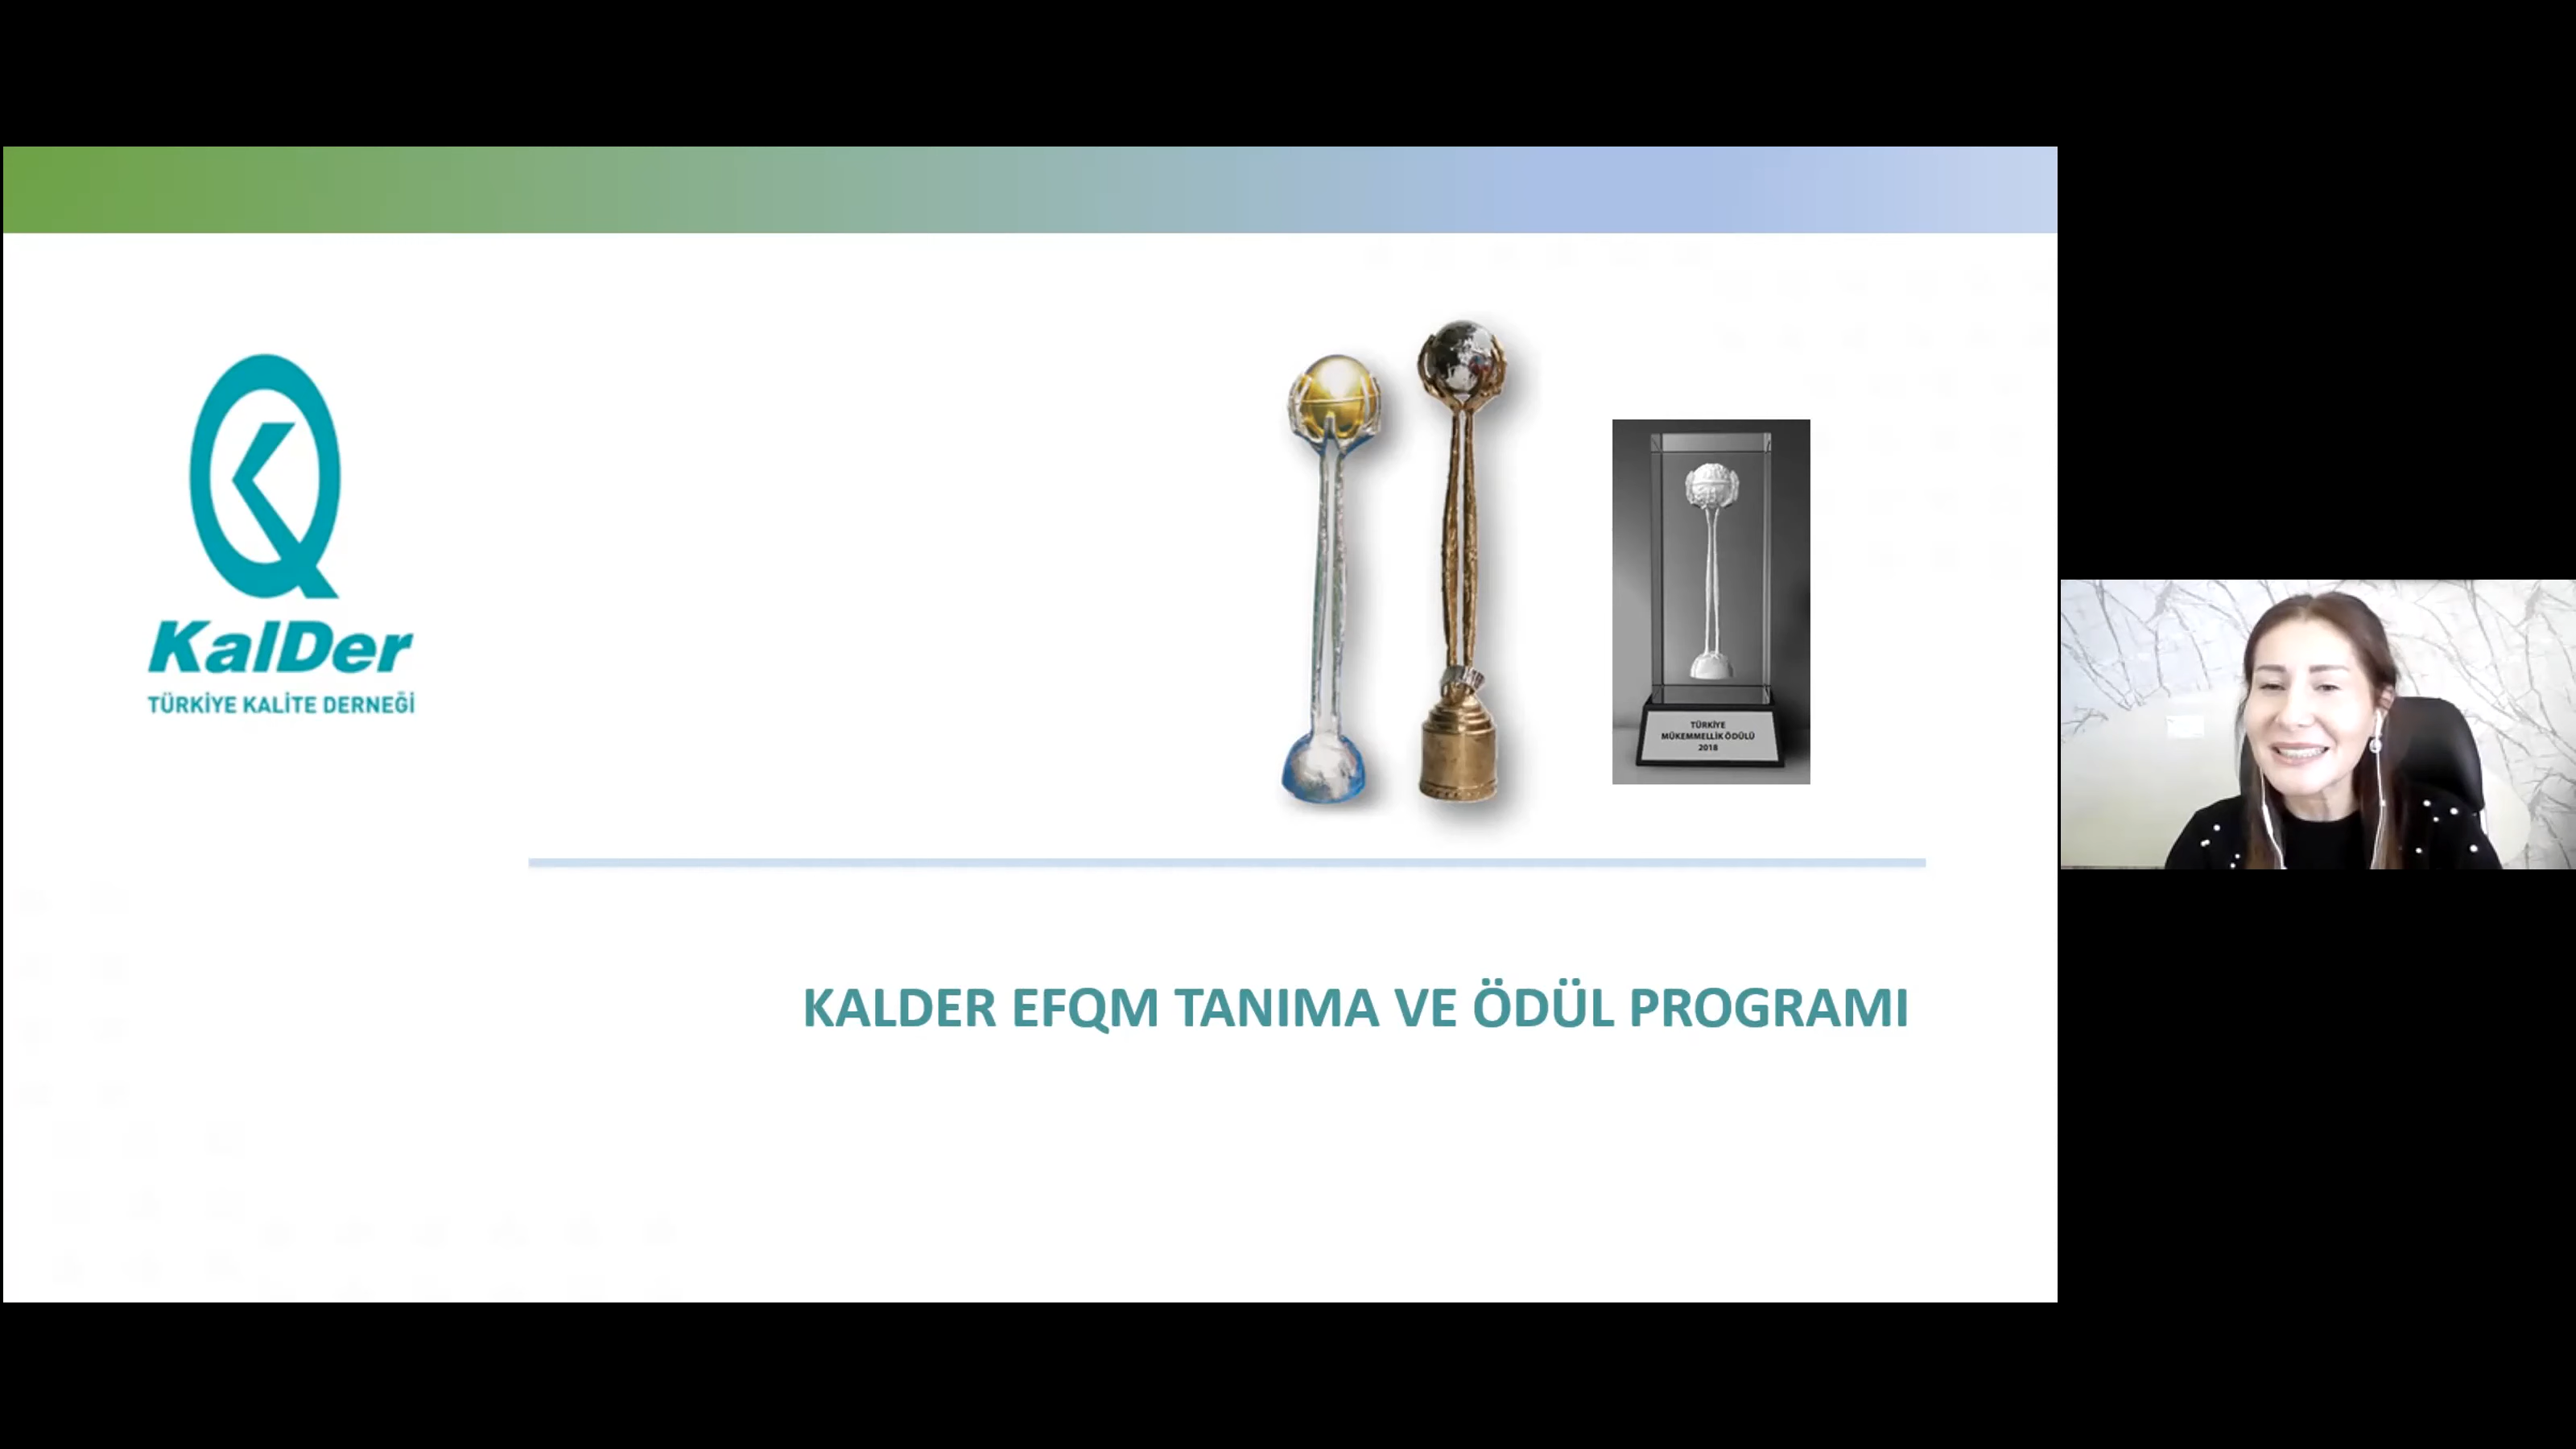 KalDer
TÜRKİYE KALİTE DERNEĞİ
TÜRKİYE
MÜKEMMELLİK ÖDÜLÜ
2018
KALDER EFQM TANIMA VE ÖDÜL PROGRAMI